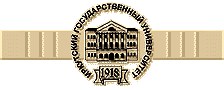 ИРКУТСКИЙ ГОСУДАРСТВЕННЫЙ УНИВЕРСИТЕТ
1918